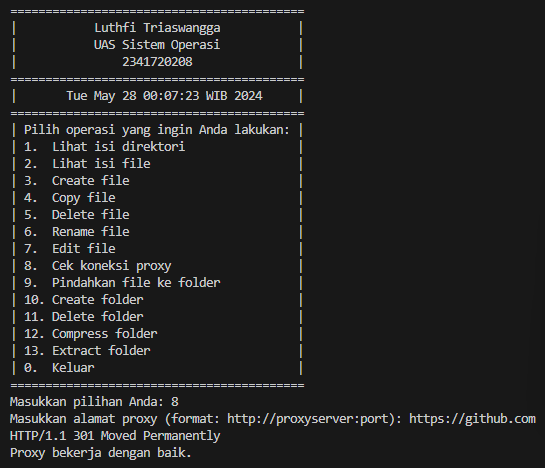 ==========================================
|           Luthfi Triaswangga           |
|           UAS Sistem Operasi           |
|               2341720208               |
==========================================
|       Tue May 28 00:07:23 WIB 2024     |
==========================================
| Pilih operasi yang ingin Anda lakukan: |
| 1.  Lihat isi direktori                |
| 2.  Lihat isi file                     |
| 3.  Create file                        |
| 4.  Copy file                          |
| 5.  Delete file                        |
| 6.  Rename file                        |
| 7.  Edit file                          |
| 8.  Cek koneksi proxy                  |
| 9.  Pindahkan file ke folder           |
| 10. Create folder                      |
| 11. Delete folder                      |
| 12. Compress folder                    |
| 13. Extract folder                     |
| 0.  Keluar                             |
==========================================
Masukkan pilihan Anda: 8
Masukkan alamat proxy (format: http://proxyserver:port): https://github.com
HTTP/1.1 301 Moved Permanently
Proxy bekerja dengan baik.